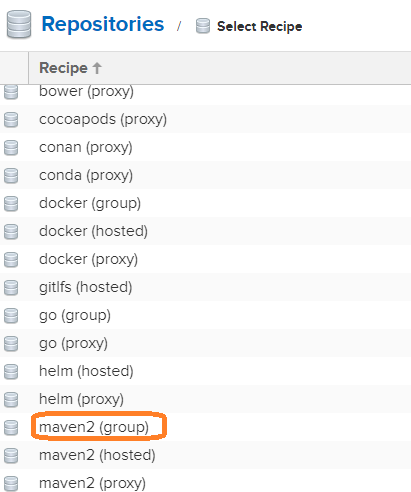 Repositories / Select Recipe
Recipe ↑
bower (proxy)
cocoapods (proxy)
conan (proxy)
conda (proxy)
docker (group)
docker (hosted)
docker (proxy)
gitlfs (hosted)
go (group)
go (proxy)
helm (hosted)
helm (proxy)
maven2 (group)
maven2 (hosted)
maven2 (proxy)